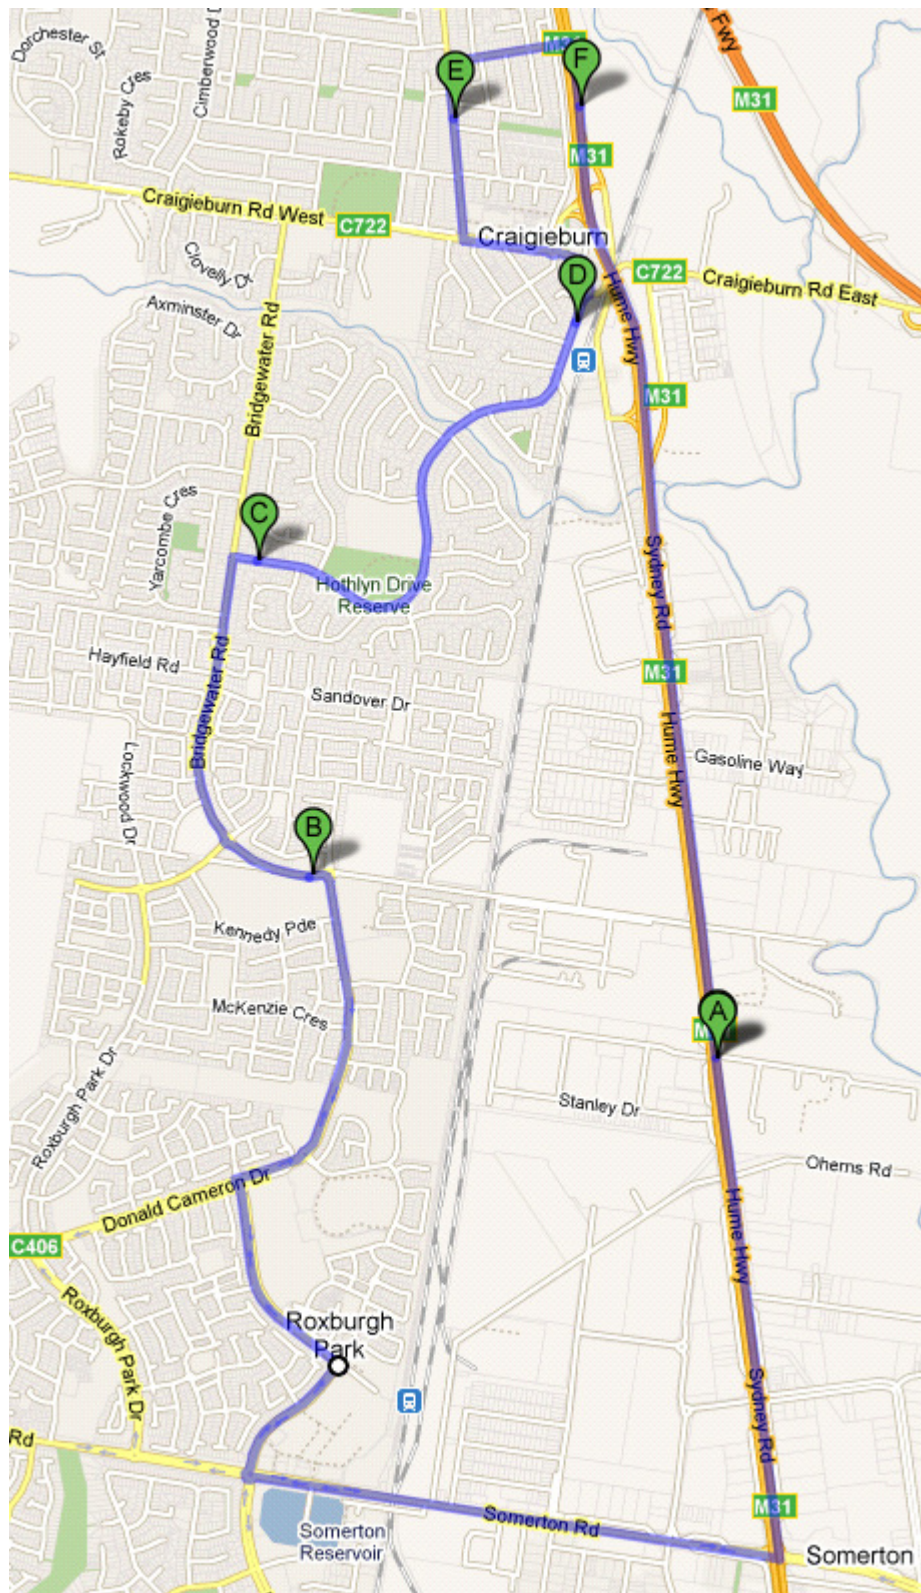 Dorchester St
Rokeby Cres
Cimberwood D
M31
Fwy
E
F
M31
M31
Craigieburn Rd West
C722
Craigieburn
Clovelly Ct
D
C722
Craigieburn Rd East
Axminster Dr
Hume Hwy
Bridgewater Rd
M31
Yarcombe Cres
C
Sydney Rd
Hothlyn Drive
Reserve
Hayfield Rd
Bridgewater Rd
M31
Sandover Dr
Hume Hwy
Gasoline Way
Lockwood Dr
B
Kennedy Pde
McKenzie Cres
A
Roxburgh Park Dr
Stanley Dr
Oherns Rd
Donald Cameron Dr
Hume Hwy
C406
Roxburgh Park Dr
Roxburgh
Park
Sydney Rd
Rd
M31
Somerton Rd
Somerton
Reservoir
Somerton